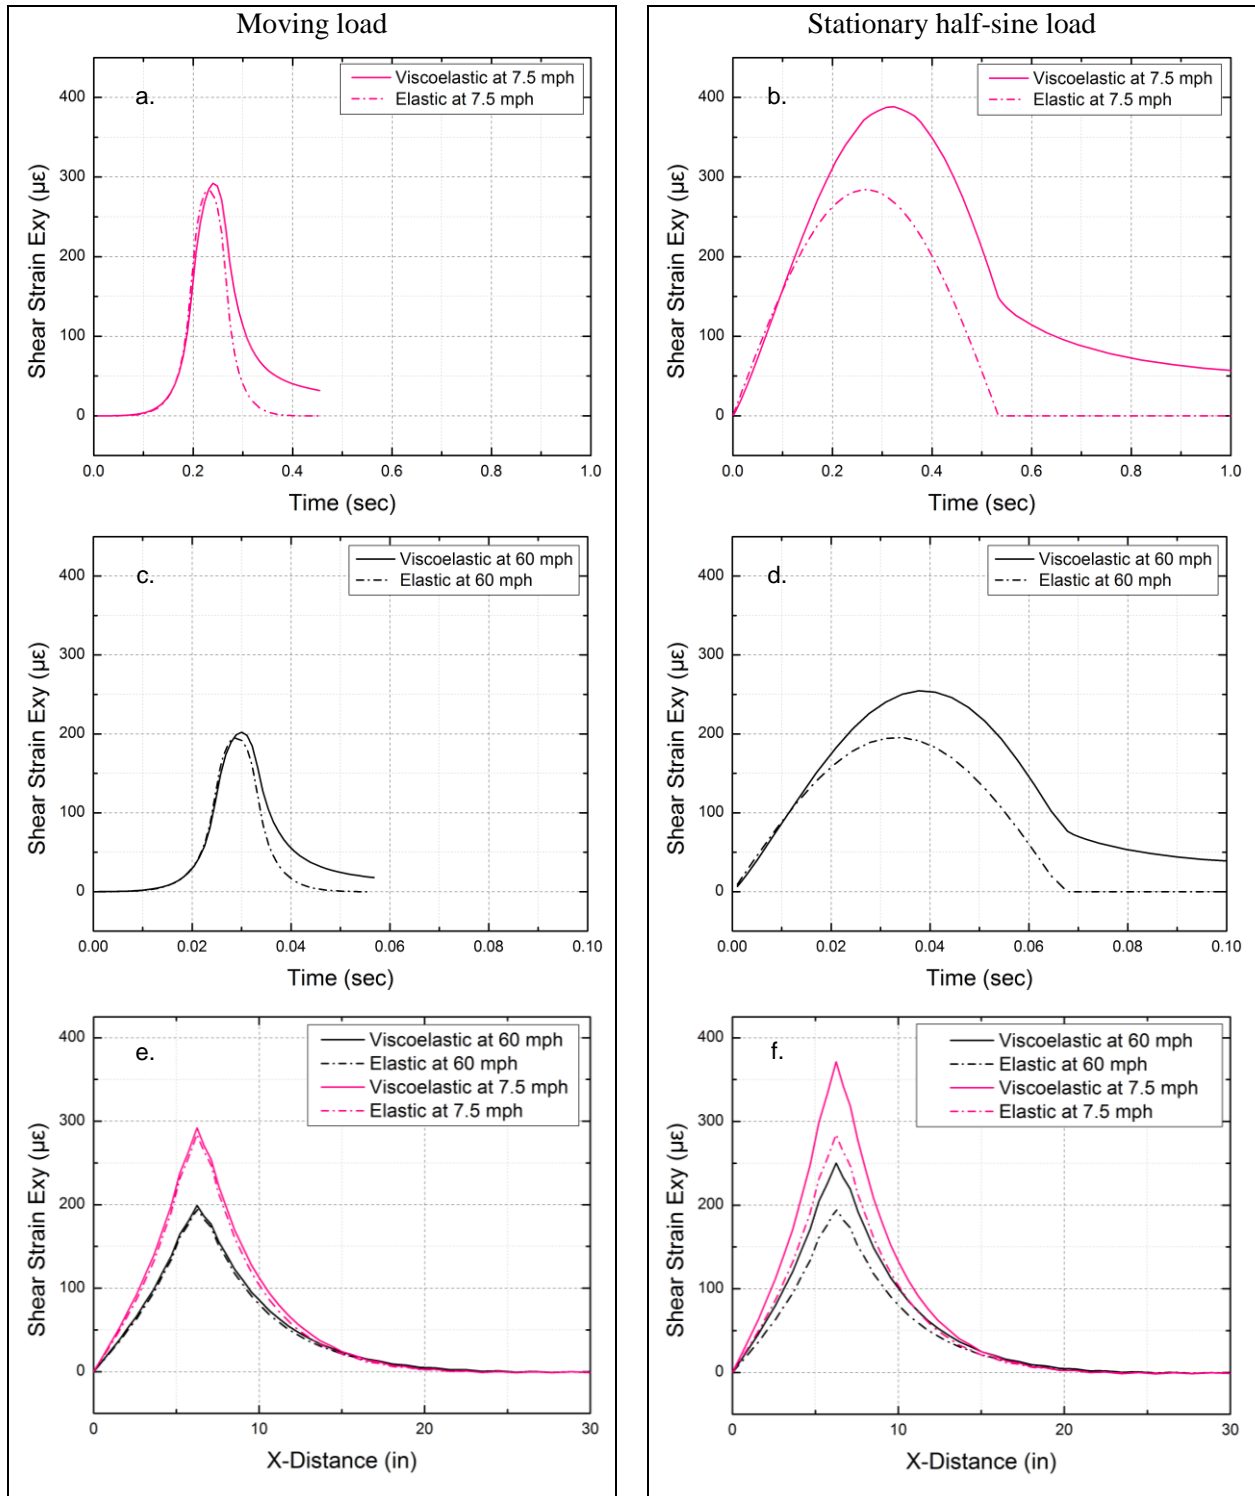 Moving load
Stationary half-sine load
a.
Viscoelastic at 7.5 mph
Elastic at 7.5 mph
400
300
200
100
0
Shear Strain Exy (µε)
0.0 0.2 0.4 0.6 0.8 1.0
Time (sec)
b.
Viscoelastic at 7.5 mph
Elastic at 7.5 mph
400
300
200
100
0
Shear Strain Exy (µε)
0.0 0.2 0.4 0.6 0.8 1.0
Time (sec)
c.
Viscoelastic at 60 mph
Elastic at 60 mph
400
300
200
100
0
Shear Strain Exy (µε)
0.00 0.02 0.04 0.06 0.08 0.10
Time (sec)
d.
Viscoelastic at 60 mph
Elastic at 60 mph
400
300
200
100
0
Shear Strain Exy (µε)
0.00 0.02 0.04 0.06 0.08 0.10
Time (sec)
e.
Viscoelastic at 60 mph
Elastic at 60 mph
Viscoelastic at 7.5 mph
Elastic at 7.5 mph
400
300
200
100
0
Shear Strain Exy (µε)
0 10 20 30
X-Distance (in)
f.
Viscoelastic at 60 mph
Elastic at 60 mph
Viscoelastic at 7.5 mph
Elastic at 7.5 mph
400
300
200
100
0
Shear Strain Exy (µε)
0 10 20 30
X-Distance (in)